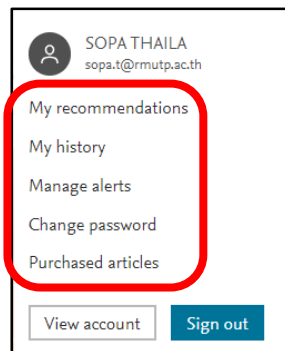 SOPA THAILA
sopa.t@rmutp.ac.th
My recommendations
My history
Manage alerts
Change password
Purchased articles
View account
Sign out